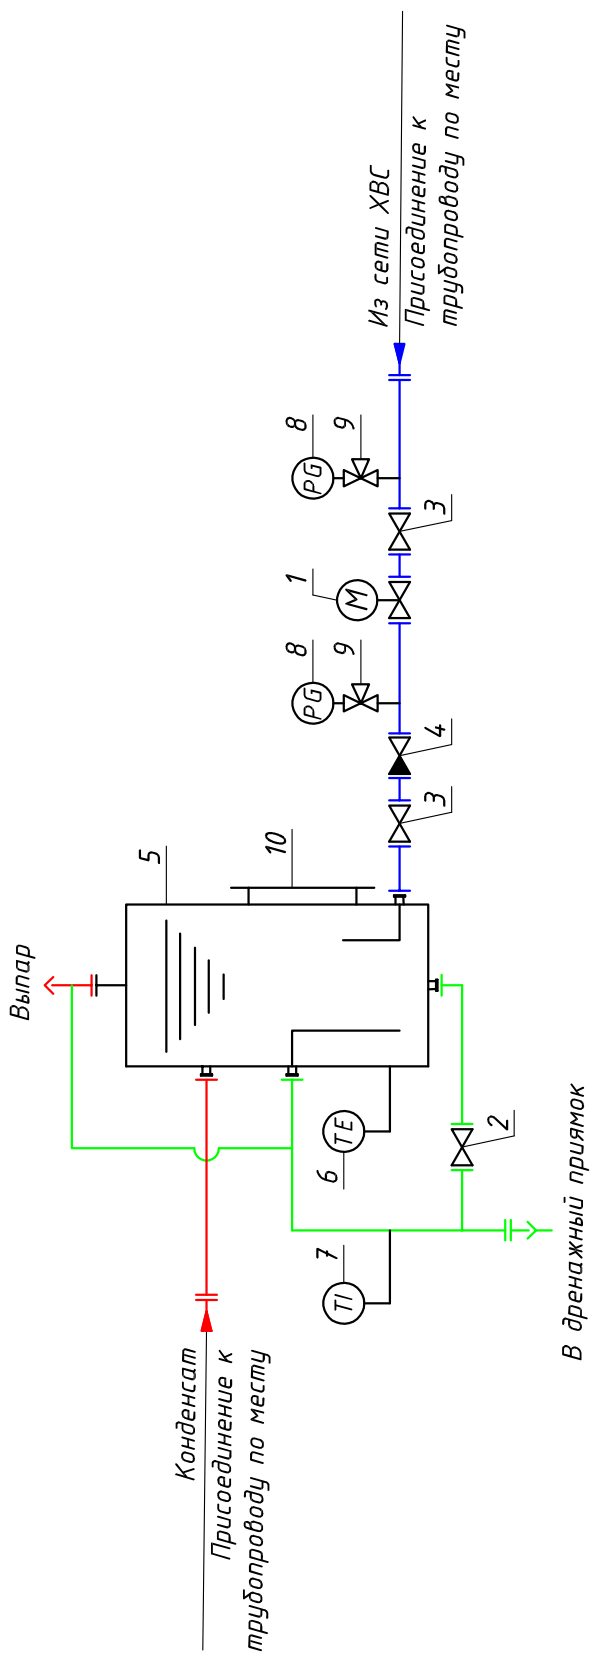 Выпар
5
10
8
PG
9
4
3
8
PG
9
1
M
3
Из сети ХВС
Присоединение к
трубопроводу по месту
Конденсат
Присоединение к
трубопроводу по месту
7
TI
6
TE
2
В дренажный приямок